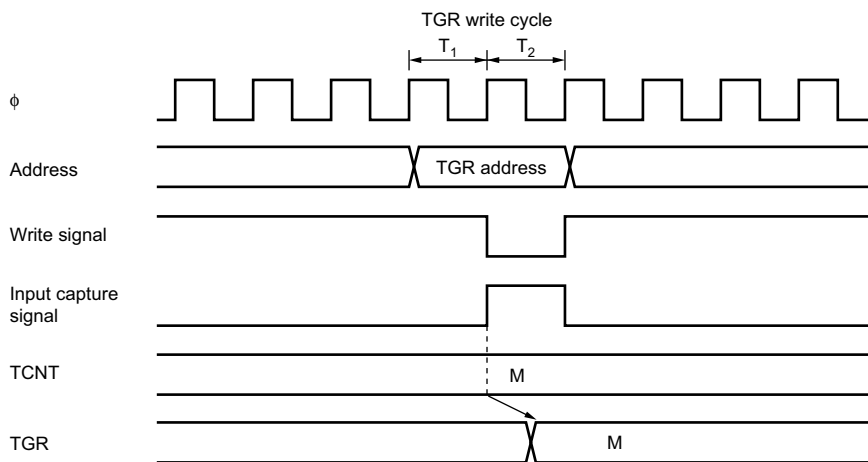 TGR write cycle
T₁ T₂
ϕ
Address
TGR address
Write signal
Input capture
signal
TCNT
M
TGR
M